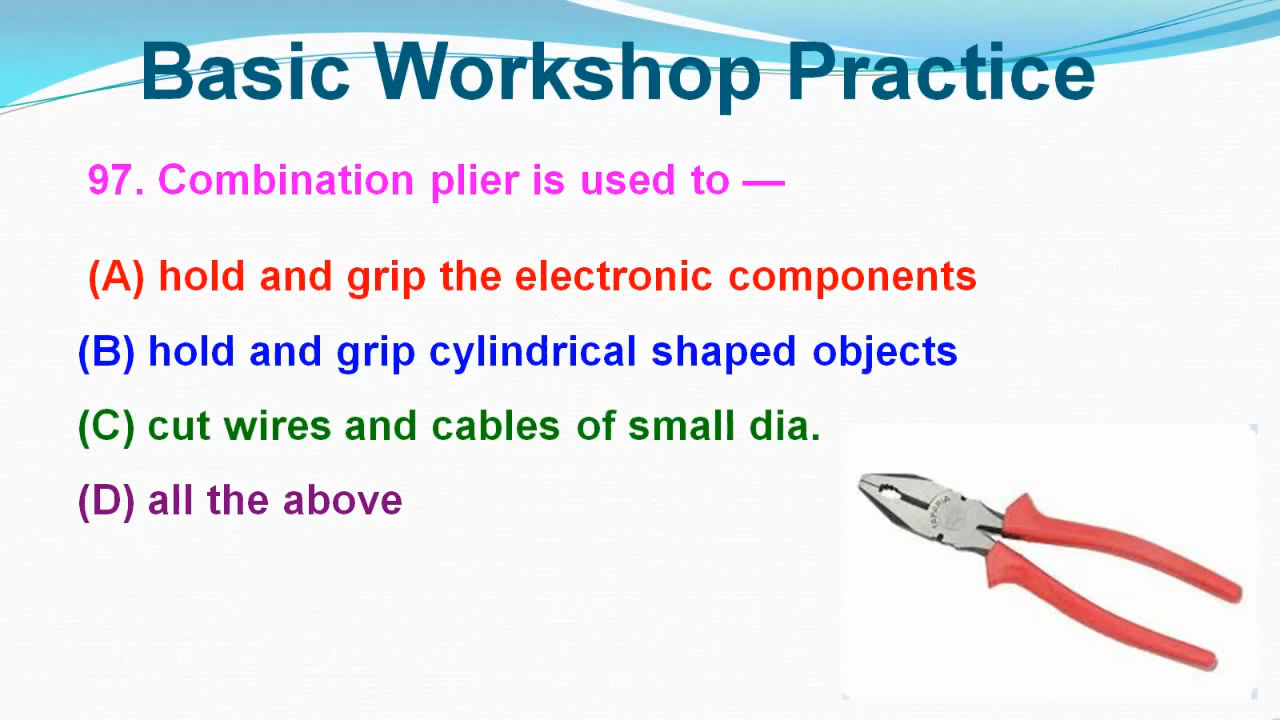 Basic Workshop Practice
97. Combination plier is used to —
(A) hold and grip the electronic components
(B) hold and grip cylindrical shaped objects
(C) cut wires and cables of small dia.
(D) all the above
TAPARIA